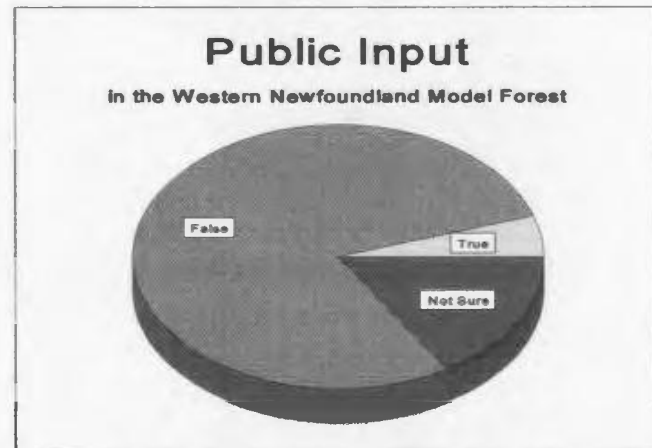 Public Input
in the Western Newfoundland Model Forest
False
True
Not Sure